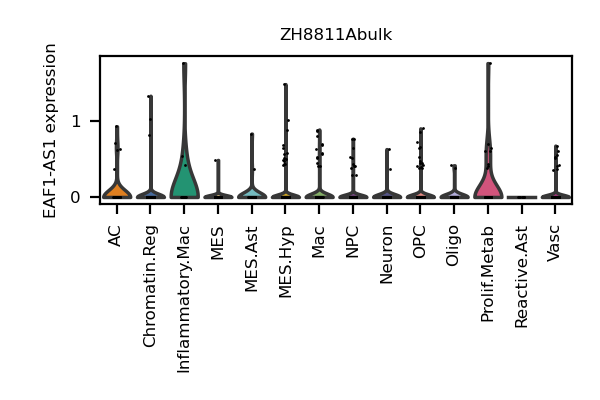 ZH8811Abulk
EAF1-AS1 expression
1
0
AC
Chromatin.Reg
Inflammatory.Mac
MES
MES.Ast
MES.Hyp
Mac
NPC
Neuron
OPC
Oligo
Prolif.Metab
Reactive.Ast
Vasc